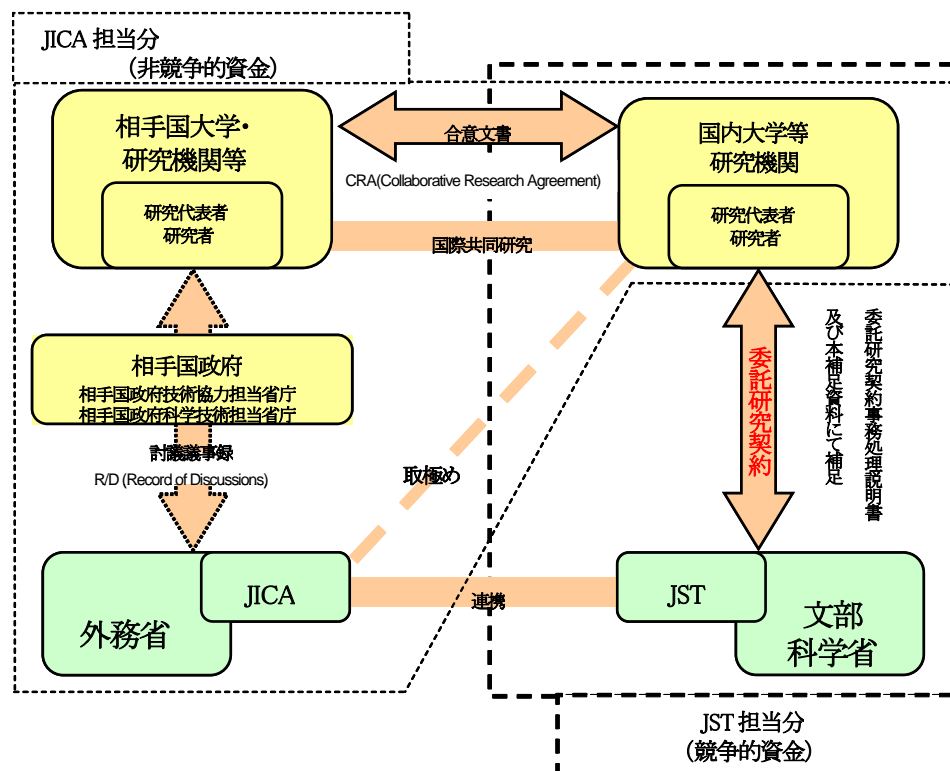 JICA 担当分
(非競争的資金)
相手国大学・
研究機関等
研究代表者
研究者
合意文書
CRA(Collaborative Research Agreement)
国際共同研究
国内大学等
研究機関
研究代表者
研究者
相手国政府
相手国政府技術協力担当省庁
相手国政府科学技術担当省庁
討議議事録
R/D (Record of Discussions)
取極め
委託研究契約
委託研究契約事務処理説明書
及び本補足資料にて補足
外務省
JICA
連携
JST
文部
科学省
JST 担当分
(競争的資金)